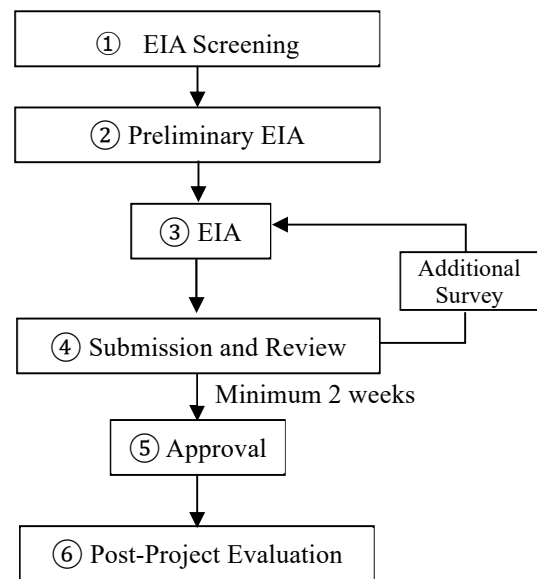 ① EIA Screening
② Preliminary EIA
③ EIA
Additional
Survey
④ Submission and Review
Minimum 2 weeks
⑤ Approval
⑥ Post-Project Evaluation